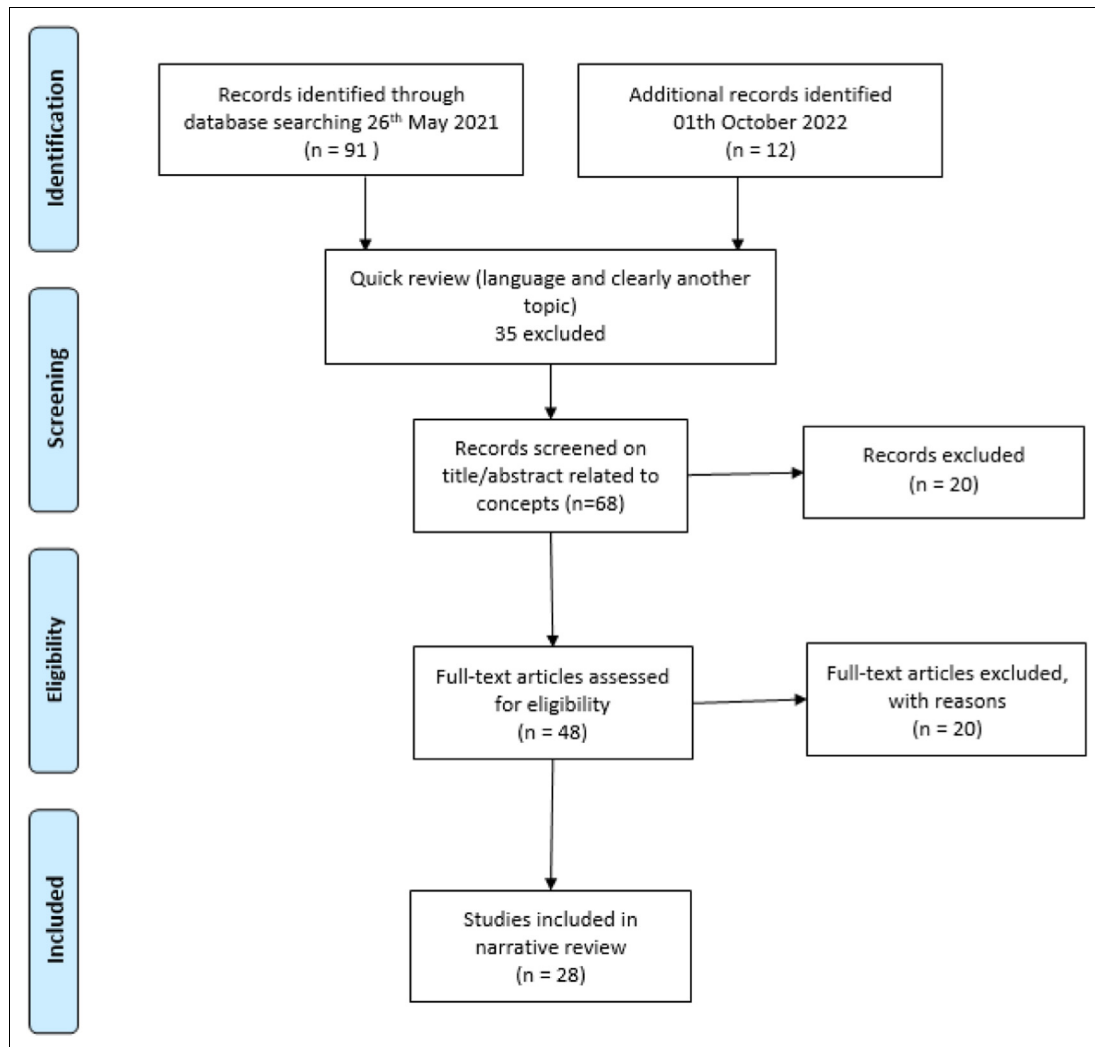 Identification
Records identified through
database searching 26th May 2021
(n = 91 )
Additional records identified
01th October 2022
(n = 12)
Quick review (language and clearly another
topic)
35 excluded
Screening
Records screened on
title/abstract related to
concepts (n=68)
Records excluded
(n = 20)
Eligibility
Full-text articles assessed
for eligibility
(n = 48)
Full-text articles excluded,
with reasons
(n = 20)
Included
Studies included in
narrative review
(n = 28)